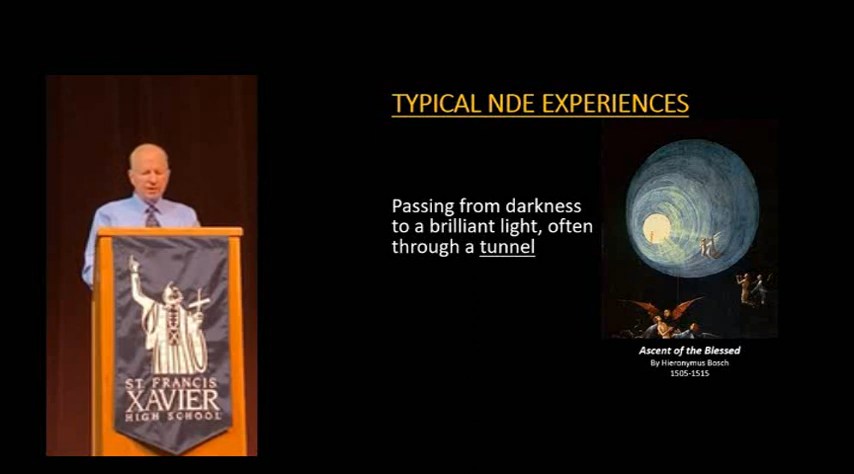 TYPICAL NDE EXPERIENCES
Passing from darkness
to a brilliant light, often
through a tunnel
Ascent of the Blessed
By Hieronymus Bosch
1505-1515
ST. FRANCIS
XAVIER
HIGH SCHOOL